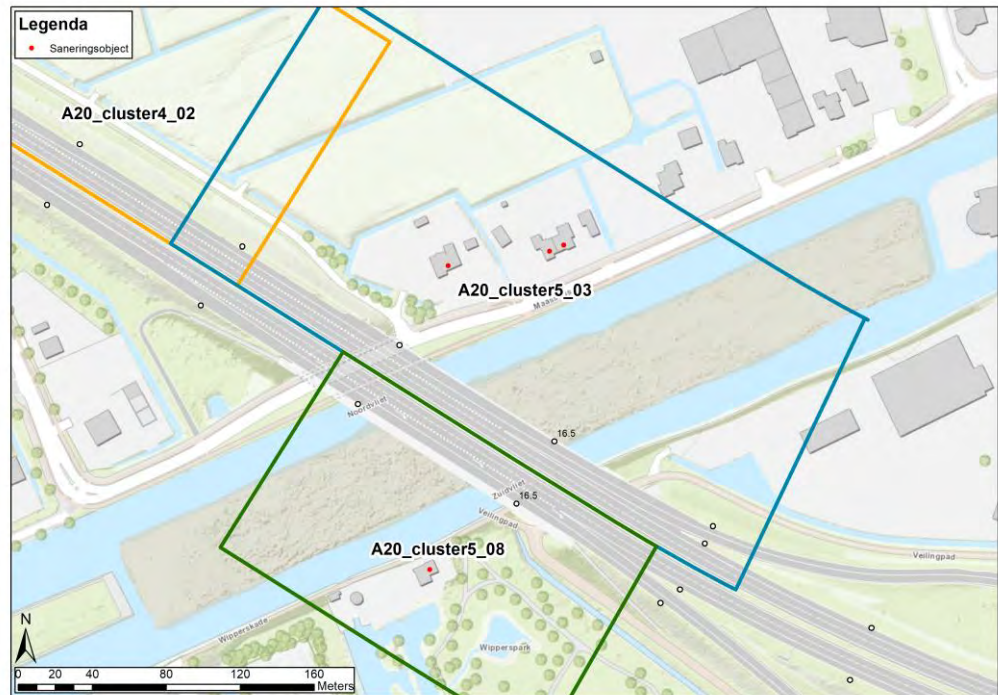 Legenda
Saneringsobject
A20_cluster4_02
A20_cluster5_03
Noordvliet
16.5
16.5
Zuidvliet
Veilingpad
Veilingpad
A20_cluster5_08
Wipperskade
Wipperspark
N
0 20 40 80 120 160
Meters